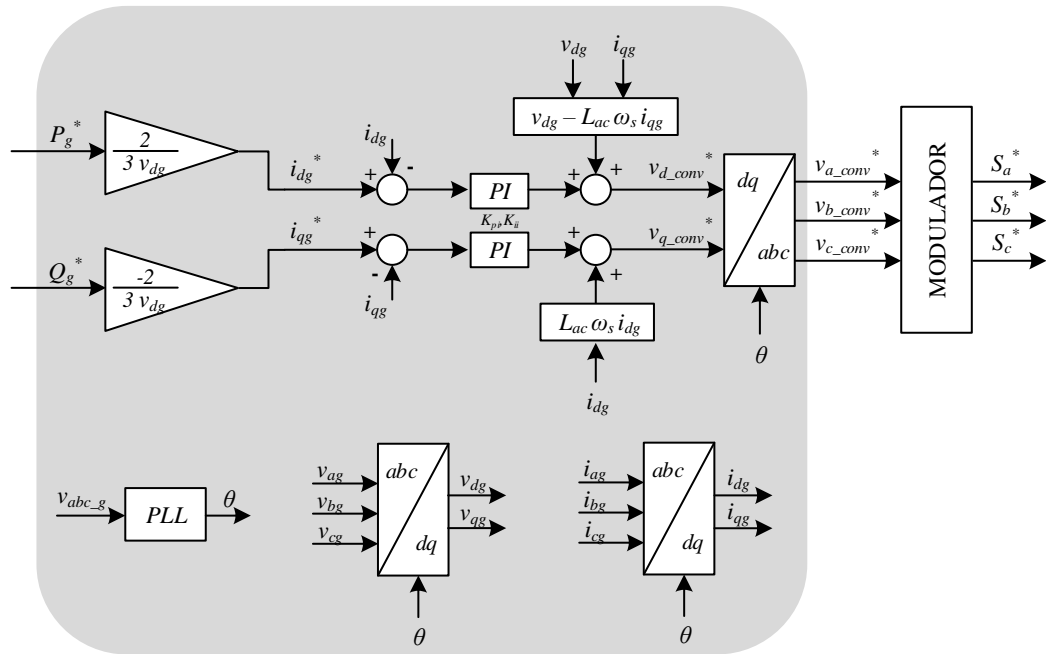 v_dg i_qg
v_dg – L_ac ω_s i_qg
P_g* 2 i_dg
3 v_dg
i_dg* + - PI + + v_d_conv* dq v_a_conv* S_a*
K_pi, K_ii
i_qg* + PI + v_q_conv* v_b_conv* S_b*
Q_g* -2 - + abc v_c_conv* S_c*
3 v_dg i_qg
MODULADOR
L_ac ω_s i_dg
θ
i_dg
v_abc_g PLL θ
v_ag abc v_dg
v_bg v_qg
v_cg dq
θ
i_ag abc i_dg
i_bg i_qg
i_cg dq
θ